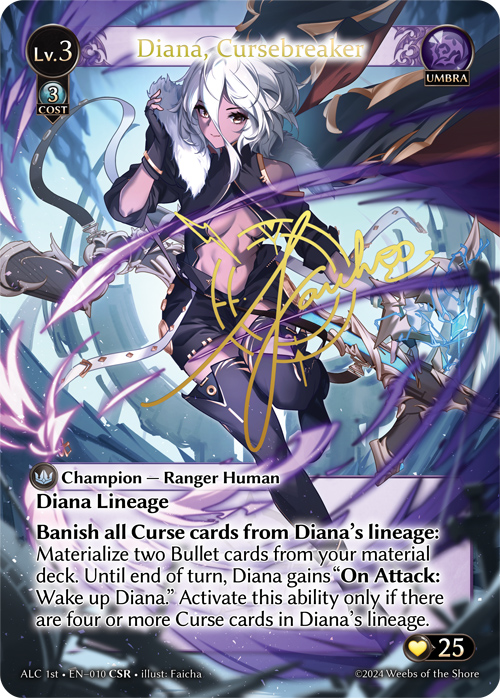 Lv.3
Diana, Cursebreaker
UMBRA
3
COST
Champion — Ranger Human
Diana Lineage
Banish all Curse cards from Diana's lineage:
Materialize two Bullet cards from your material
deck. Until end of turn, Diana gains “On Attack:
Wake up Diana.” Activate this ability only if there
are four or more Curse cards in Diana's lineage.
25
ALC 1st • EN-010 CSR • illust: Faicha
©2024 Weebs of the Shore